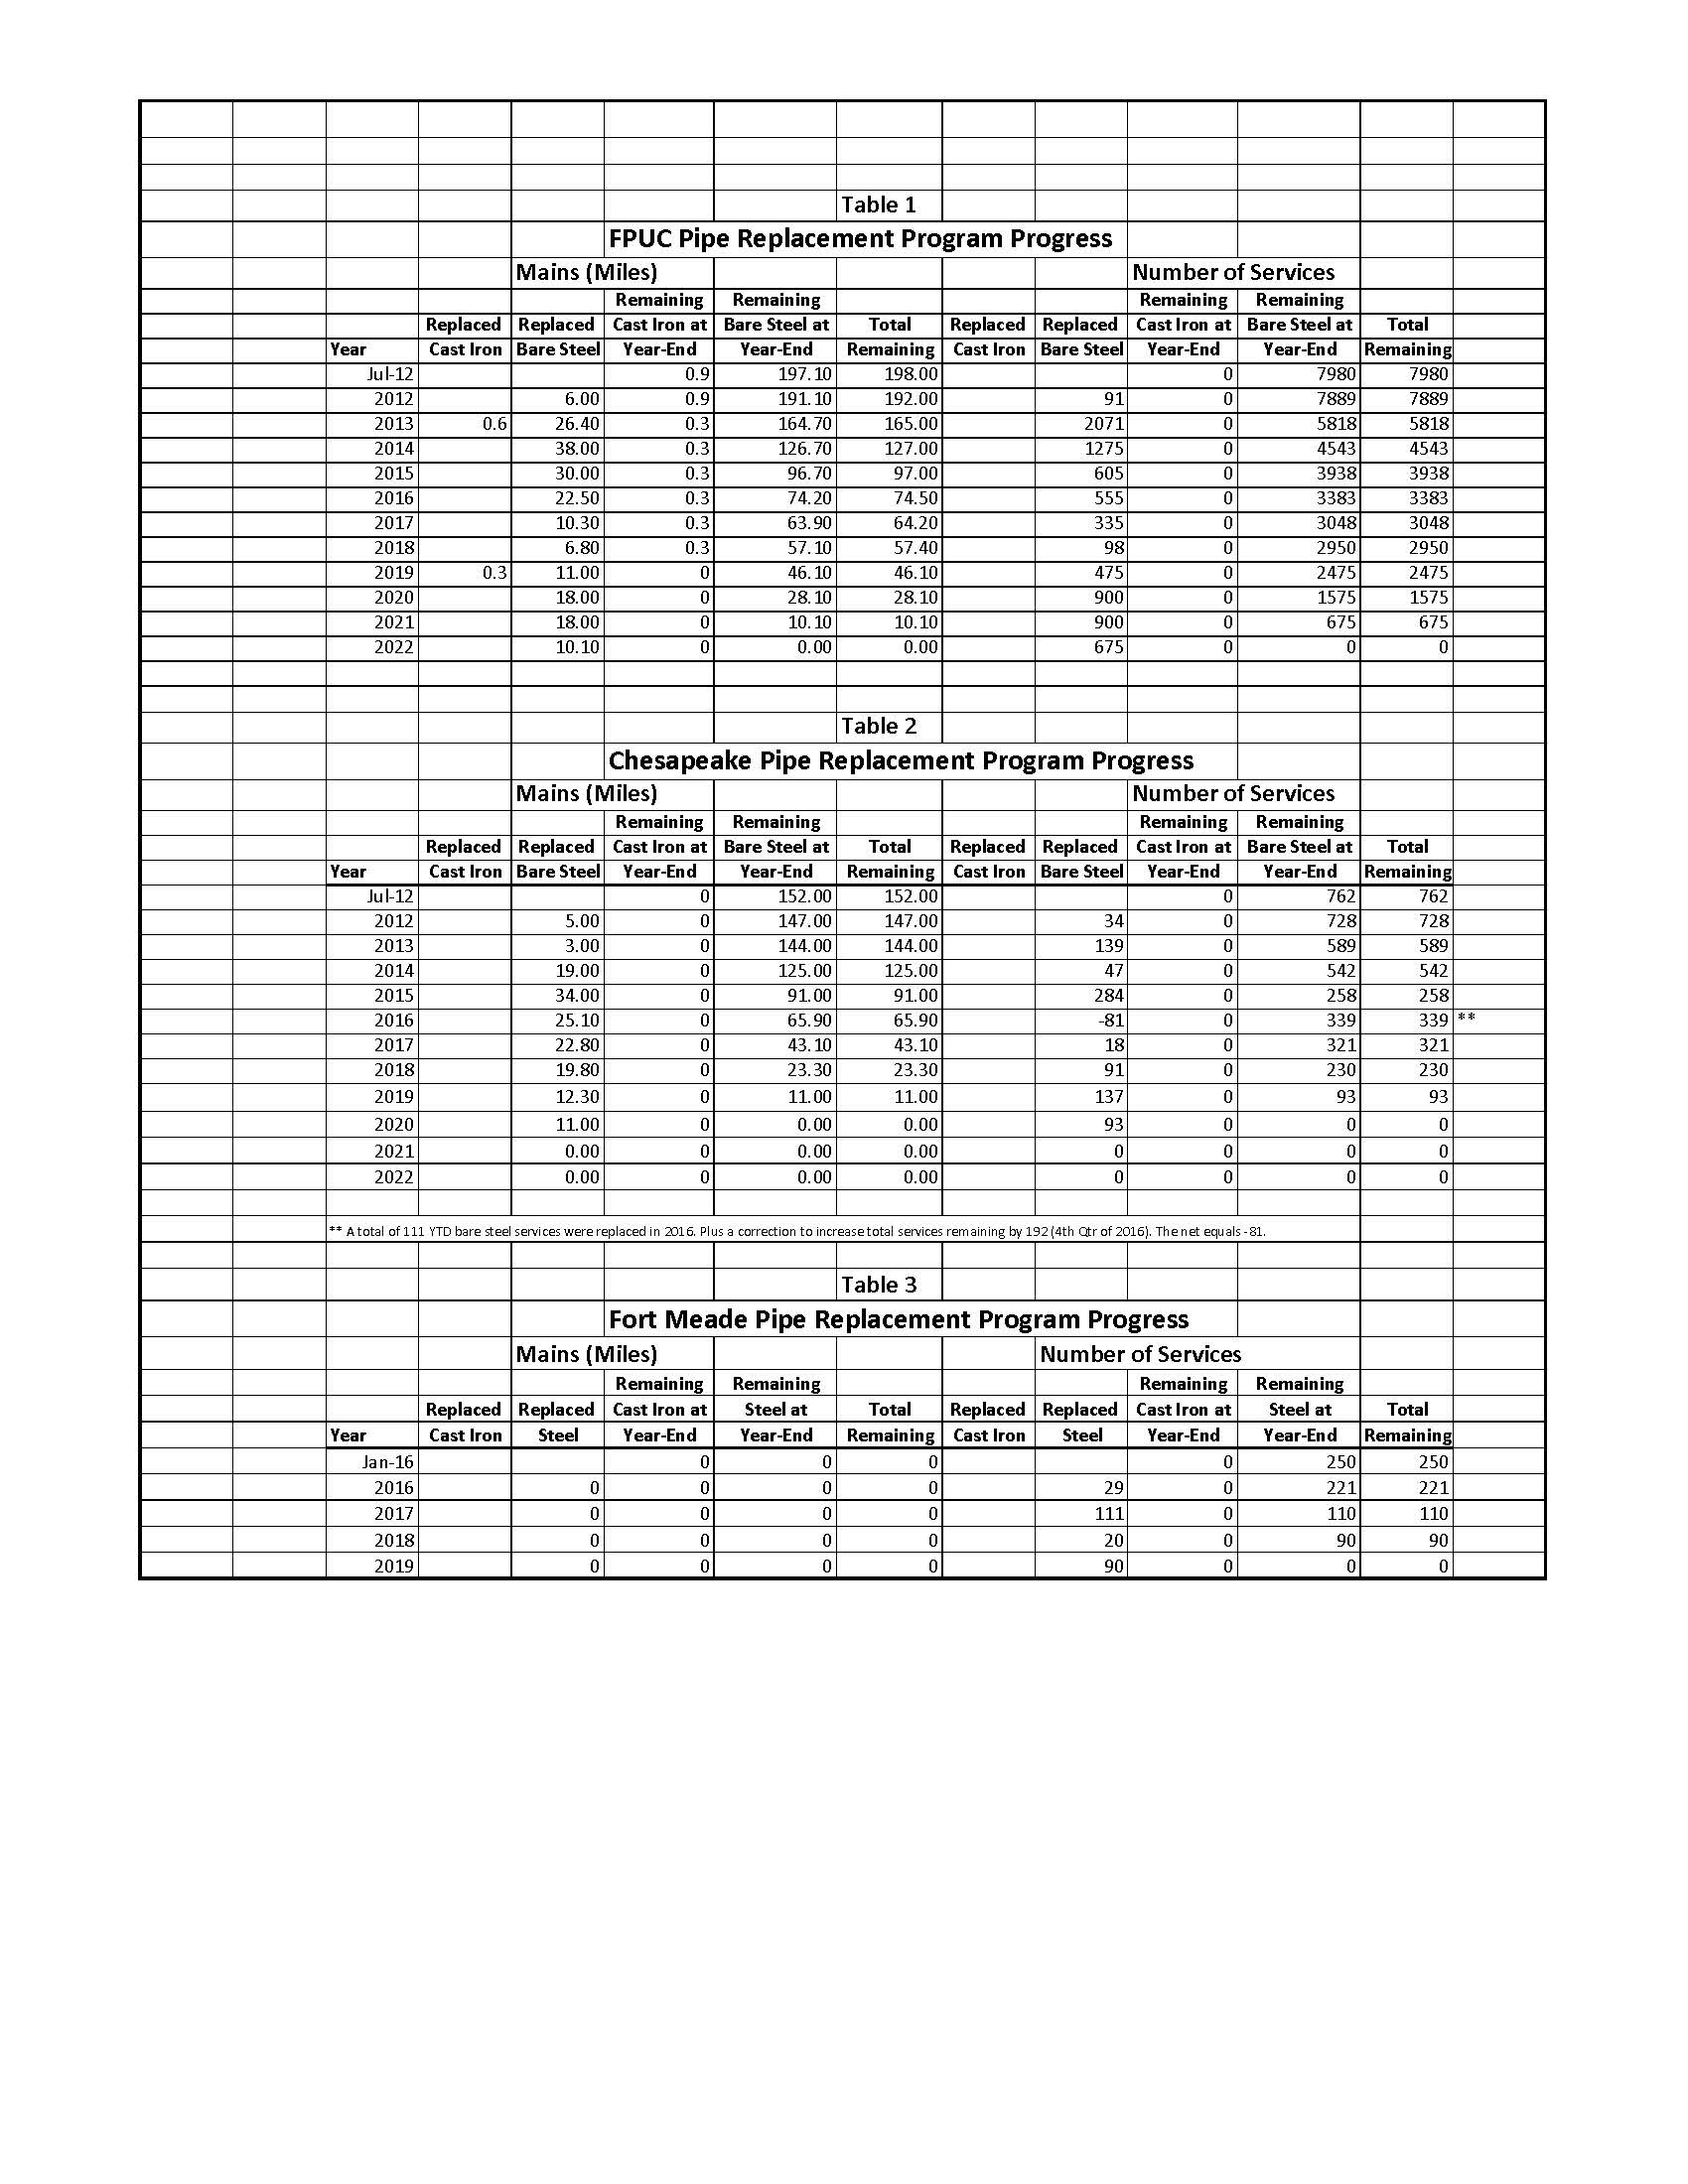 Table 1
FPUC Pipe Replacement Program Progress
Mains (Miles) Number of Services
Remaining Remaining Remaining Remaining
Replaced Replaced Cast Iron at Bare Steel at Total Replaced Replaced Cast Iron at Bare Steel at Total
Year Cast Iron Bare Steel Year-End Year-End Remaining Cast Iron Bare Steel Year-End Year-End Remaining
Jul-12 0.9 197.10 198.00 0 7980 7980
2012 6.00 0.9 191.10 192.00 91 0 7889 7889
2013 0.6 26.40 0.3 164.70 165.00 2071 0 5818 5818
2014 38.00 0.3 126.70 127.00 1275 0 4543 4543
2015 30.00 0.3 96.70 97.00 605 0 3938 3938
2016 22.50 0.3 74.20 74.50 555 0 3383 3383
2017 10.30 0.3 63.90 64.20 335 0 3048 3048
2018 6.80 0.3 57.10 57.40 98 0 2950 2950
2019 0.3 11.00 0 46.10 46.10 475 0 2475 2475
2020 18.00 0 28.10 28.10 900 0 1575 1575
2021 18.00 0 10.10 10.10 900 0 675 675
2022 10.10 0 0.00 0.00 675 0 0 0
Table 2
Chesapeake Pipe Replacement Program Progress
Mains (Miles) Number of Services
Remaining Remaining Remaining Remaining
Replaced Replaced Cast Iron at Bare Steel at Total Replaced Replaced Cast Iron at Bare Steel at Total
Year Cast Iron Bare Steel Year-End Year-End Remaining Cast Iron Bare Steel Year-End Year-End Remaining
Jul-12 0 152.00 152.00 0 762 762
2012 5.00 0 147.00 147.00 34 0 728 728
2013 3.00 0 144.00 144.00 139 0 589 589
2014 19.00 0 125.00 125.00 47 0 542 542
2015 34.00 0 91.00 91.00 284 0 258 258
2016 25.10 0 65.90 65.90 -81 0 339 339 **
2017 22.80 0 43.10 43.10 18 0 321 321
2018 19.80 0 23.30 23.30 91 0 230 230
2019 12.30 0 11.00 11.00 137 0 93 93
2020 11.00 0 0.00 0.00 93 0 0 0
2021 0.00 0 0.00 0.00 0 0 0 0
2022 0.00 0 0.00 0.00 0 0 0 0
** A total of 111 YTD bare steel services were replaced in 2016. Plus a correction to increase total services remaining by 192 (4th Qtr of 2016). The net equals -81.
Table 3
Fort Meade Pipe Replacement Program Progress
Mains (Miles) Number of Services
Remaining Remaining Remaining Remaining
Replaced Replaced Cast Iron at Steel at Total Replaced Replaced Cast Iron at Steel at Total
Year Cast Iron Steel Year-End Year-End Remaining Cast Iron Steel Year-End Year-End Remaining
Jan-16 0 0 0 0 250 250
2016 0 0 0 0 29 0 221 221
2017 0 0 0 0 111 0 110 110
2018 0 0 0 0 20 0 90 90
2019 0 0 0 0 90 0 0 0